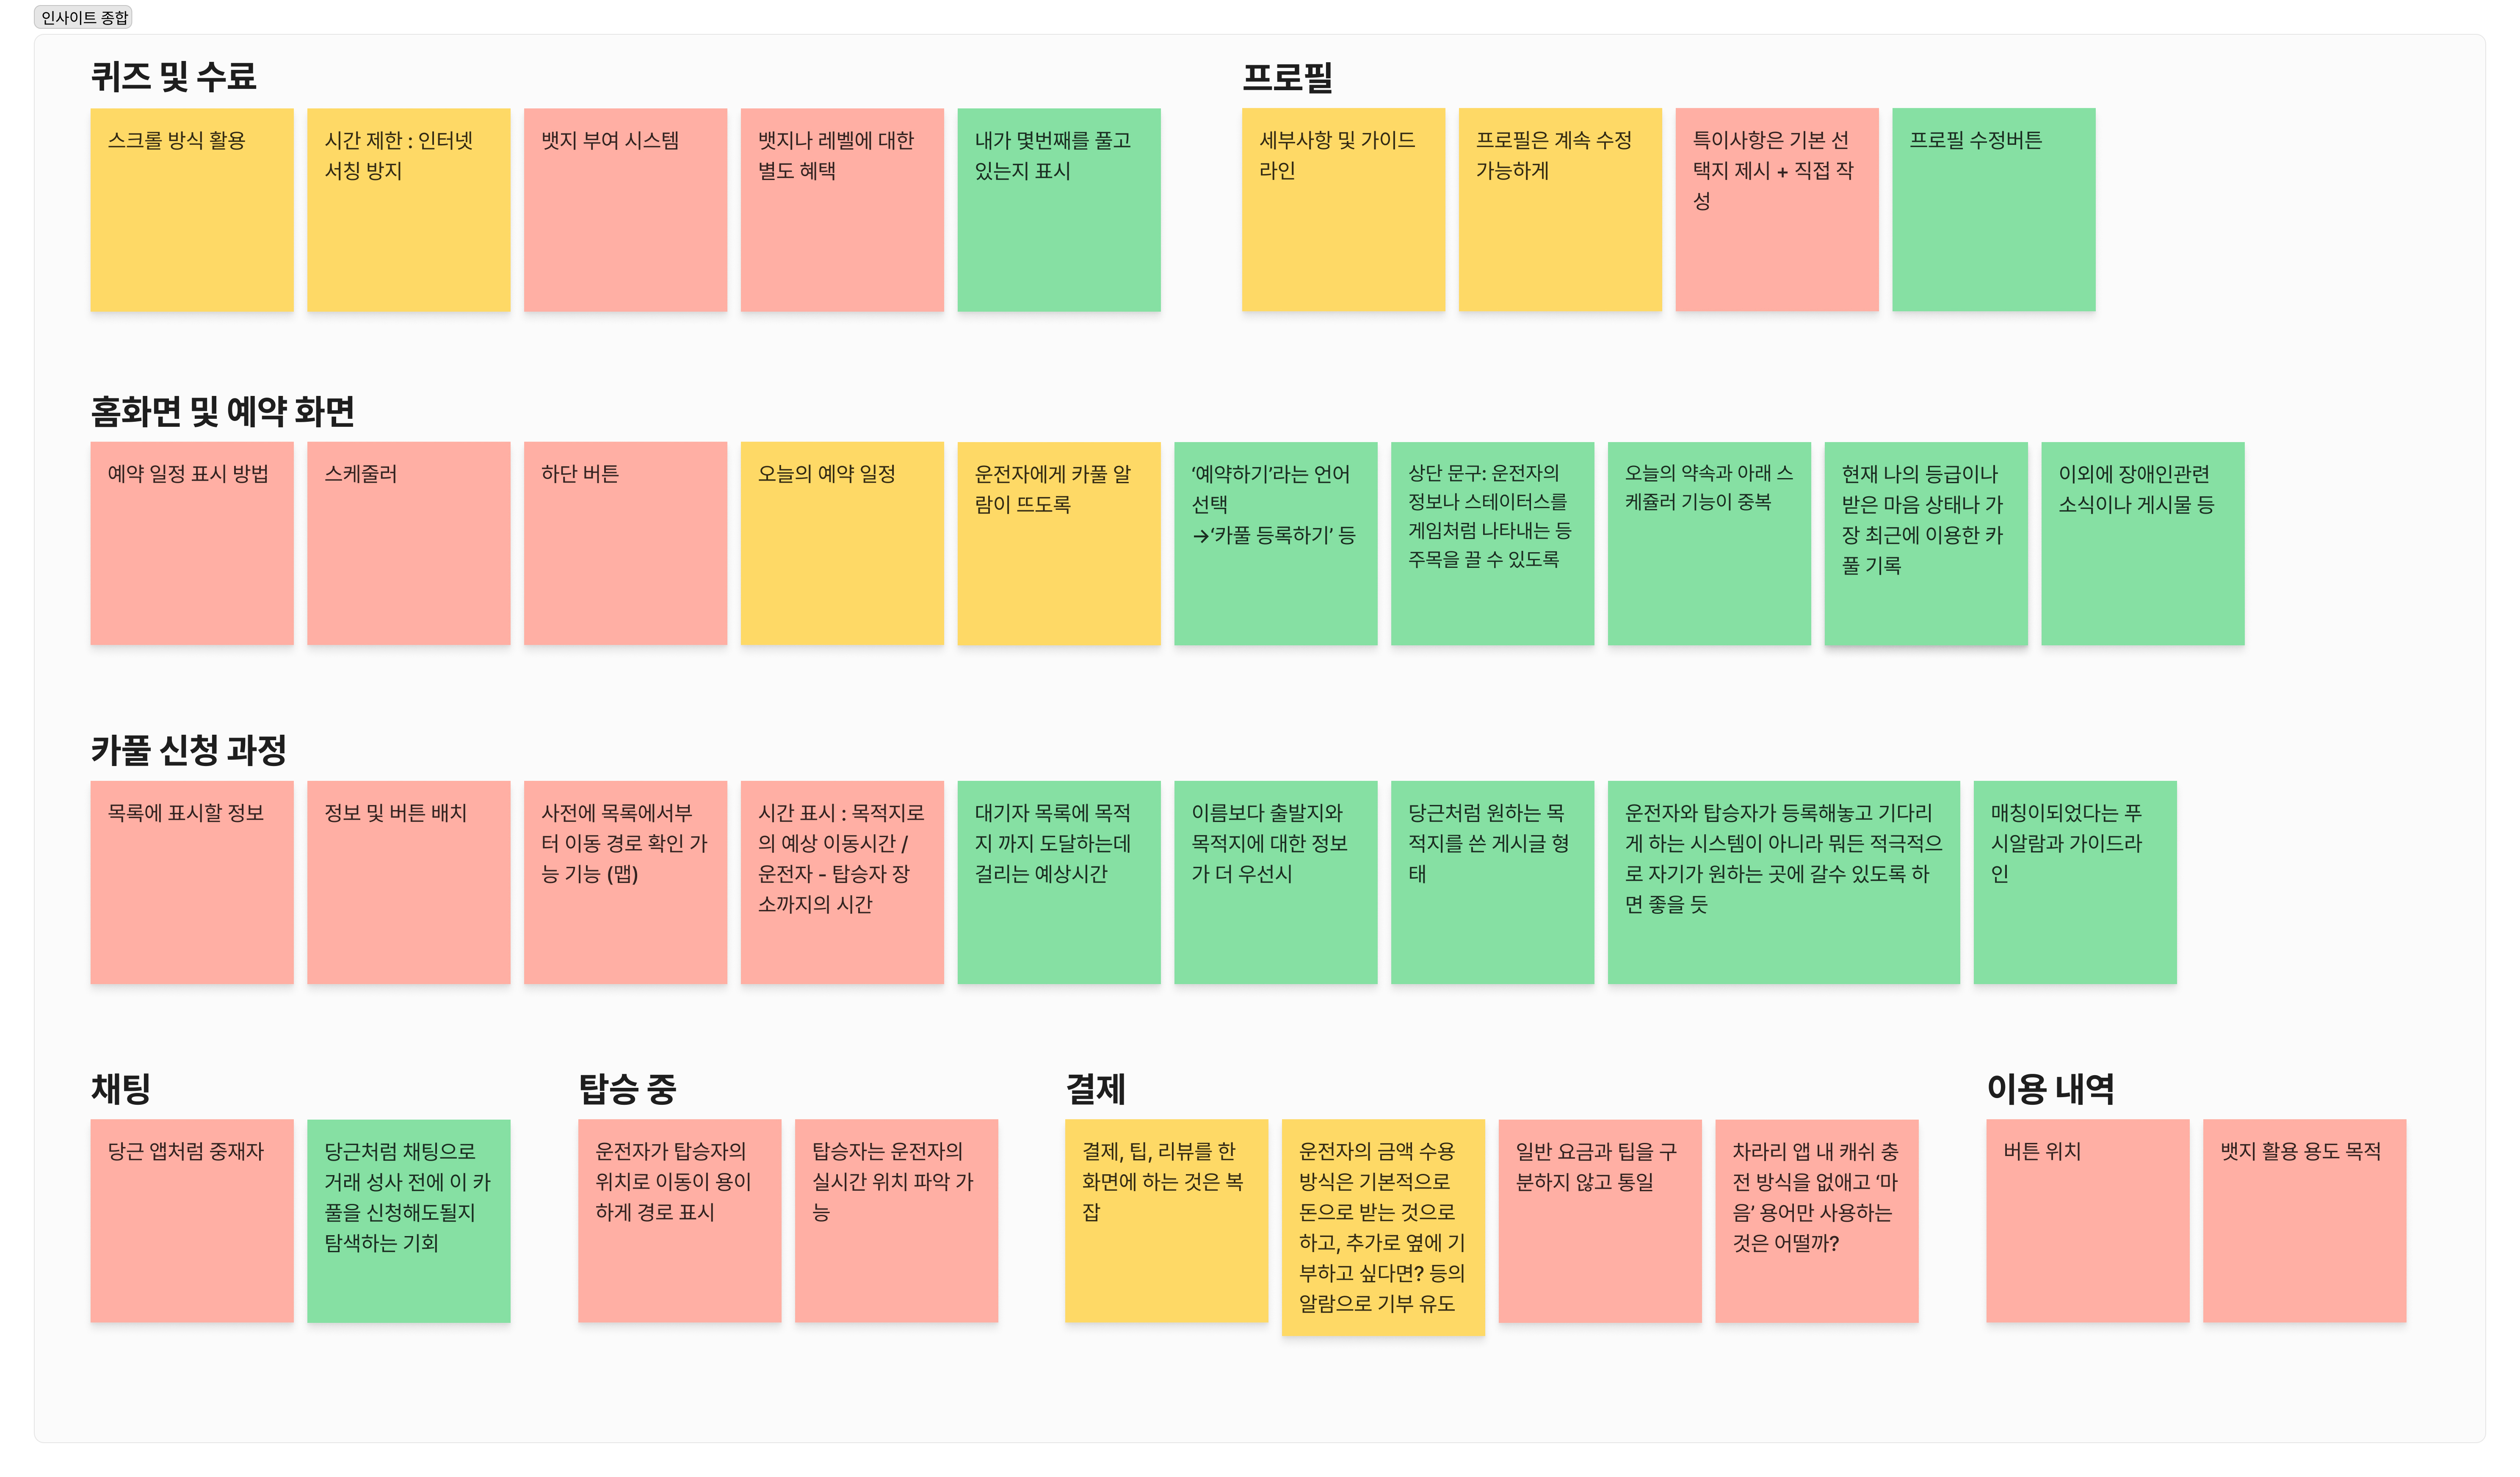 인사이트 종합
퀴즈 및 수료
스크롤 방식 활용
시간 제한 : 인터넷
서칭 방지
뱃지 부여 시스템
뱃지나 레벨에 대한
별도 혜택
내가 몇번째를 풀고
있는지 표시
프로필
세부사항 및 가이드
라인
프로필은 계속 수정
가능하게
특이사항은 기본 선
택지 제시 + 직접 작
성
프로필 수정버튼
홈화면 및 예약 화면
예약 일정 표시 방법
스케줄러
하단 버튼
오늘의 예약 일정
운전자에게 카풀 알
람이 뜨도록
‘예약하기’라는 언어
선택
→‘카풀 등록하기’ 등
상단 문구: 운전자의
정보나 스테이터스를
게임처럼 나타내는 등
주목을 끌 수 있도록
오늘의 약속과 아래 스
케쥴러 기능이 중복
현재 나의 등급이나
받은 마음 상태나 가
장 최근에 이용한 카
풀 기록
이외에 장애인관련
소식이나 게시물 등
카풀 신청 과정
목록에 표시할 정보
정보 및 버튼 배치
사전에 목록에서부
터 이동 경로 확인 가
능 기능 (맵)
시간 표시 : 목적지로
의 예상 이동시간 /
운전자 - 탑승자 장
소까지의 시간
대기자 목록에 목적
지 까지 도달하는데
걸리는 예상시간
이름보다 출발지와
목적지에 대한 정보
가 더 우선시
당근처럼 원하는 목
적지를 쓴 게시글 형
태
운전자와 탑승자가 등록해놓고 기다리
게 하는 시스템이 아니라 뭐든 적극적으
로 자기가 원하는 곳에 갈수 있도록 하
면 좋을 듯
매칭이되었다는 푸
시알람과 가이드라
인
채팅
당근 앱처럼 중재자
당근처럼 채팅으로
거래 성사 전에 이 카
풀을 신청해도될지
탐색하는 기회
탑승 중
운전자가 탑승자의
위치로 이동이 용이
하게 경로 표시
탑승자는 운전자의
실시간 위치 파악 가
능
결제
결제, 팁, 리뷰를 한
화면에 하는 것은 복
잡
운전자의 금액 수용
방식은 기본적으로
돈으로 받는 것으로
하고, 추가로 옆에 기
부하고 싶다면? 등의
알람으로 기부 유도
일반 요금과 팁을 구
분하지 않고 통일
차라리 앱 내 캐쉬 충
전 방식을 없애고 ‘마
음’ 용어만 사용하는
것은 어떨까?
이용 내역
버튼 위치
뱃지 활용 용도 목적